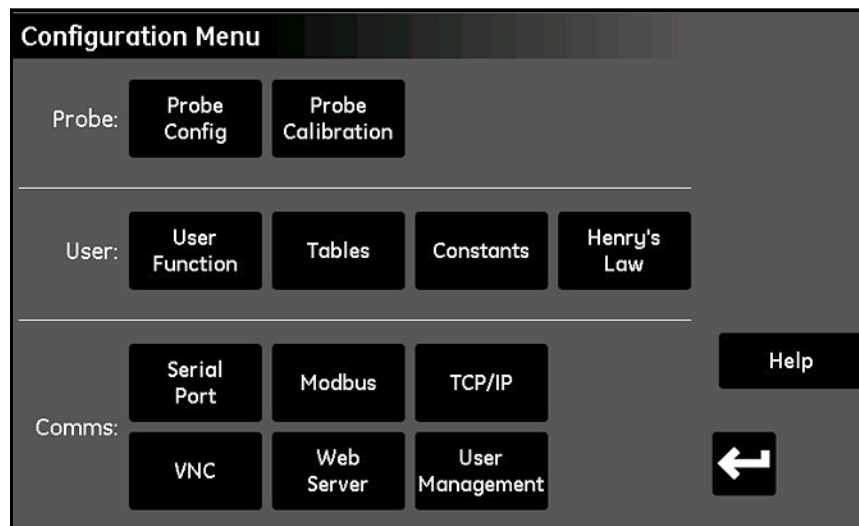 Configuration Menu
Probe:
Probe
Config
Probe
Calibration
User:
User
Function
Tables
Constants
Henry's
Law
Comms:
Serial
Port
Modbus
TCP/IP
VNC
Web
Server
User
Management
Help